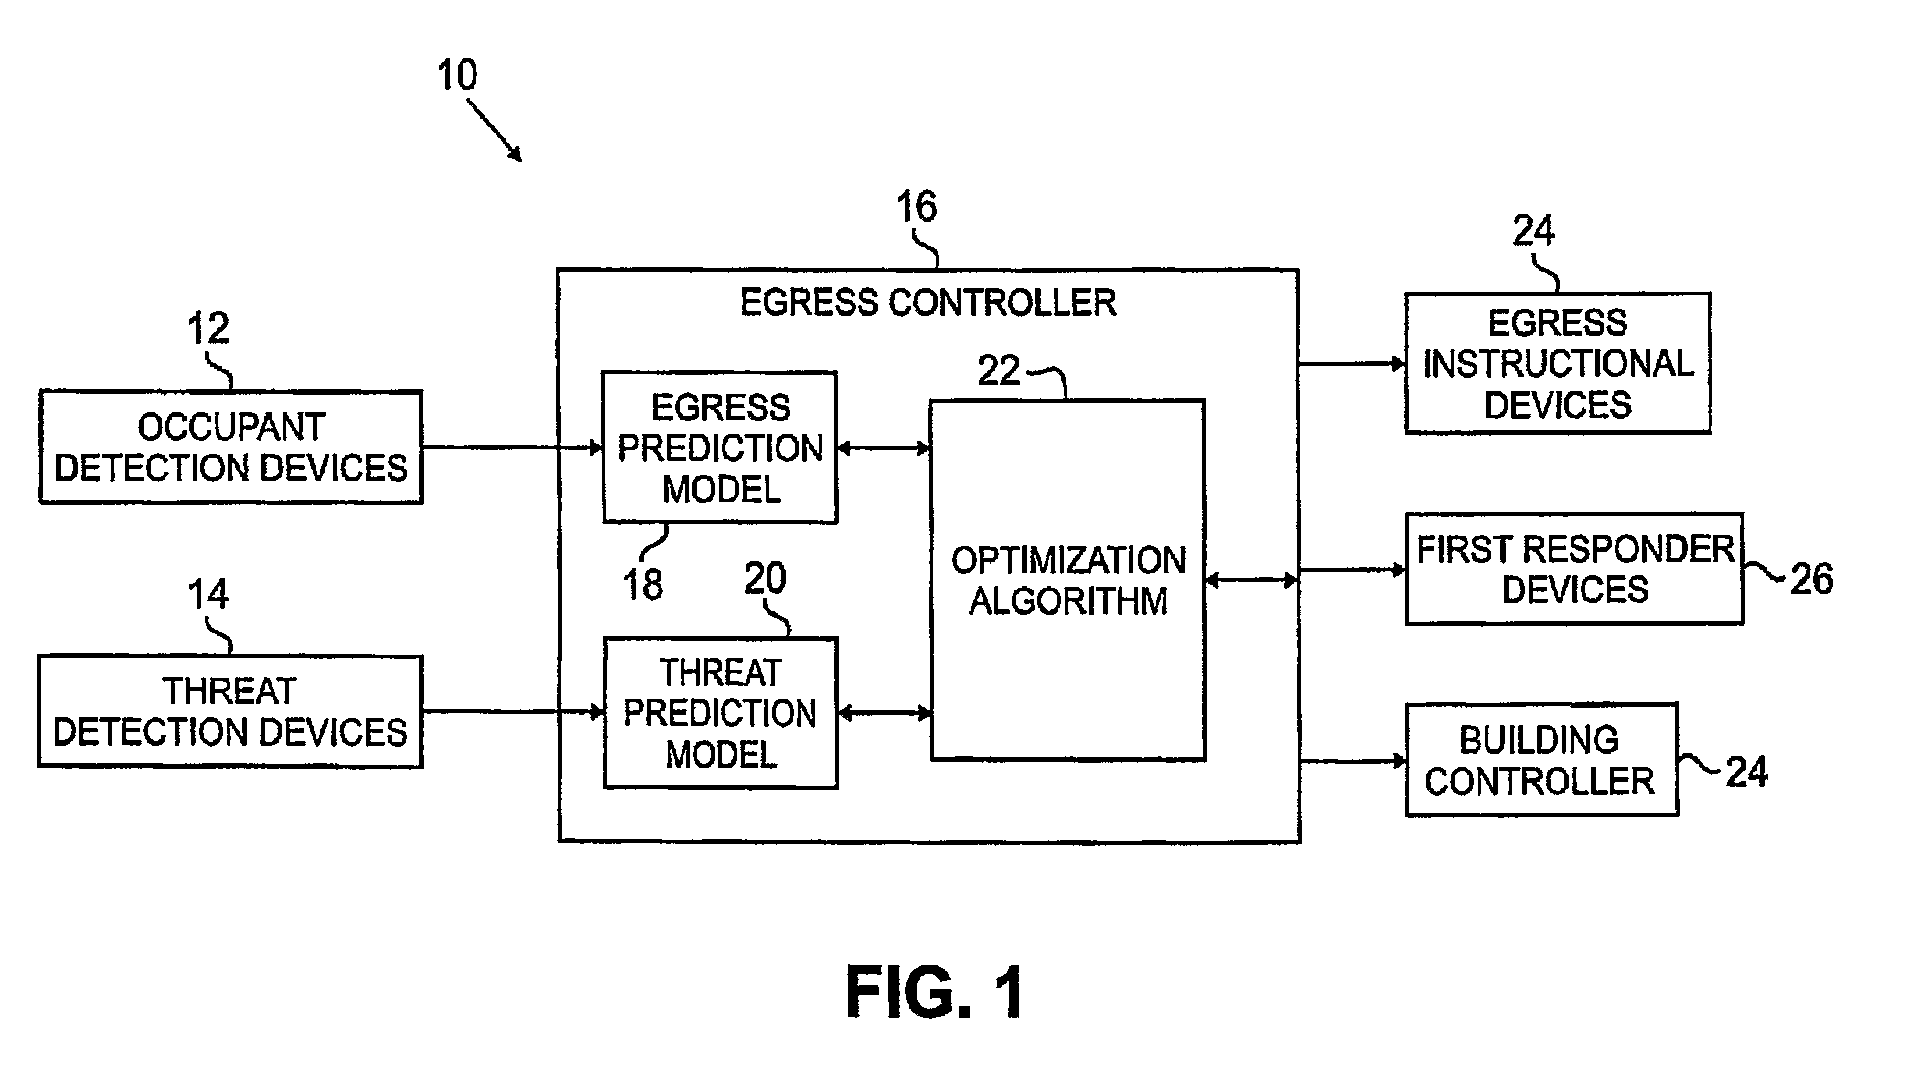 10
16
EGRESS CONTROLLER
12
OCCUPANT
DETECTION DEVICES
14
THREAT
DETECTION DEVICES
EGRESS
PREDICTION
MODEL
18
20
THREAT
PREDICTION
MODEL
22
OPTIMIZATION
ALGORITHM
24
EGRESS
INSTRUCTIONAL
DEVICES
FIRST RESPONDER
DEVICES
26
BUILDING
CONTROLLER
24
FIG. 1